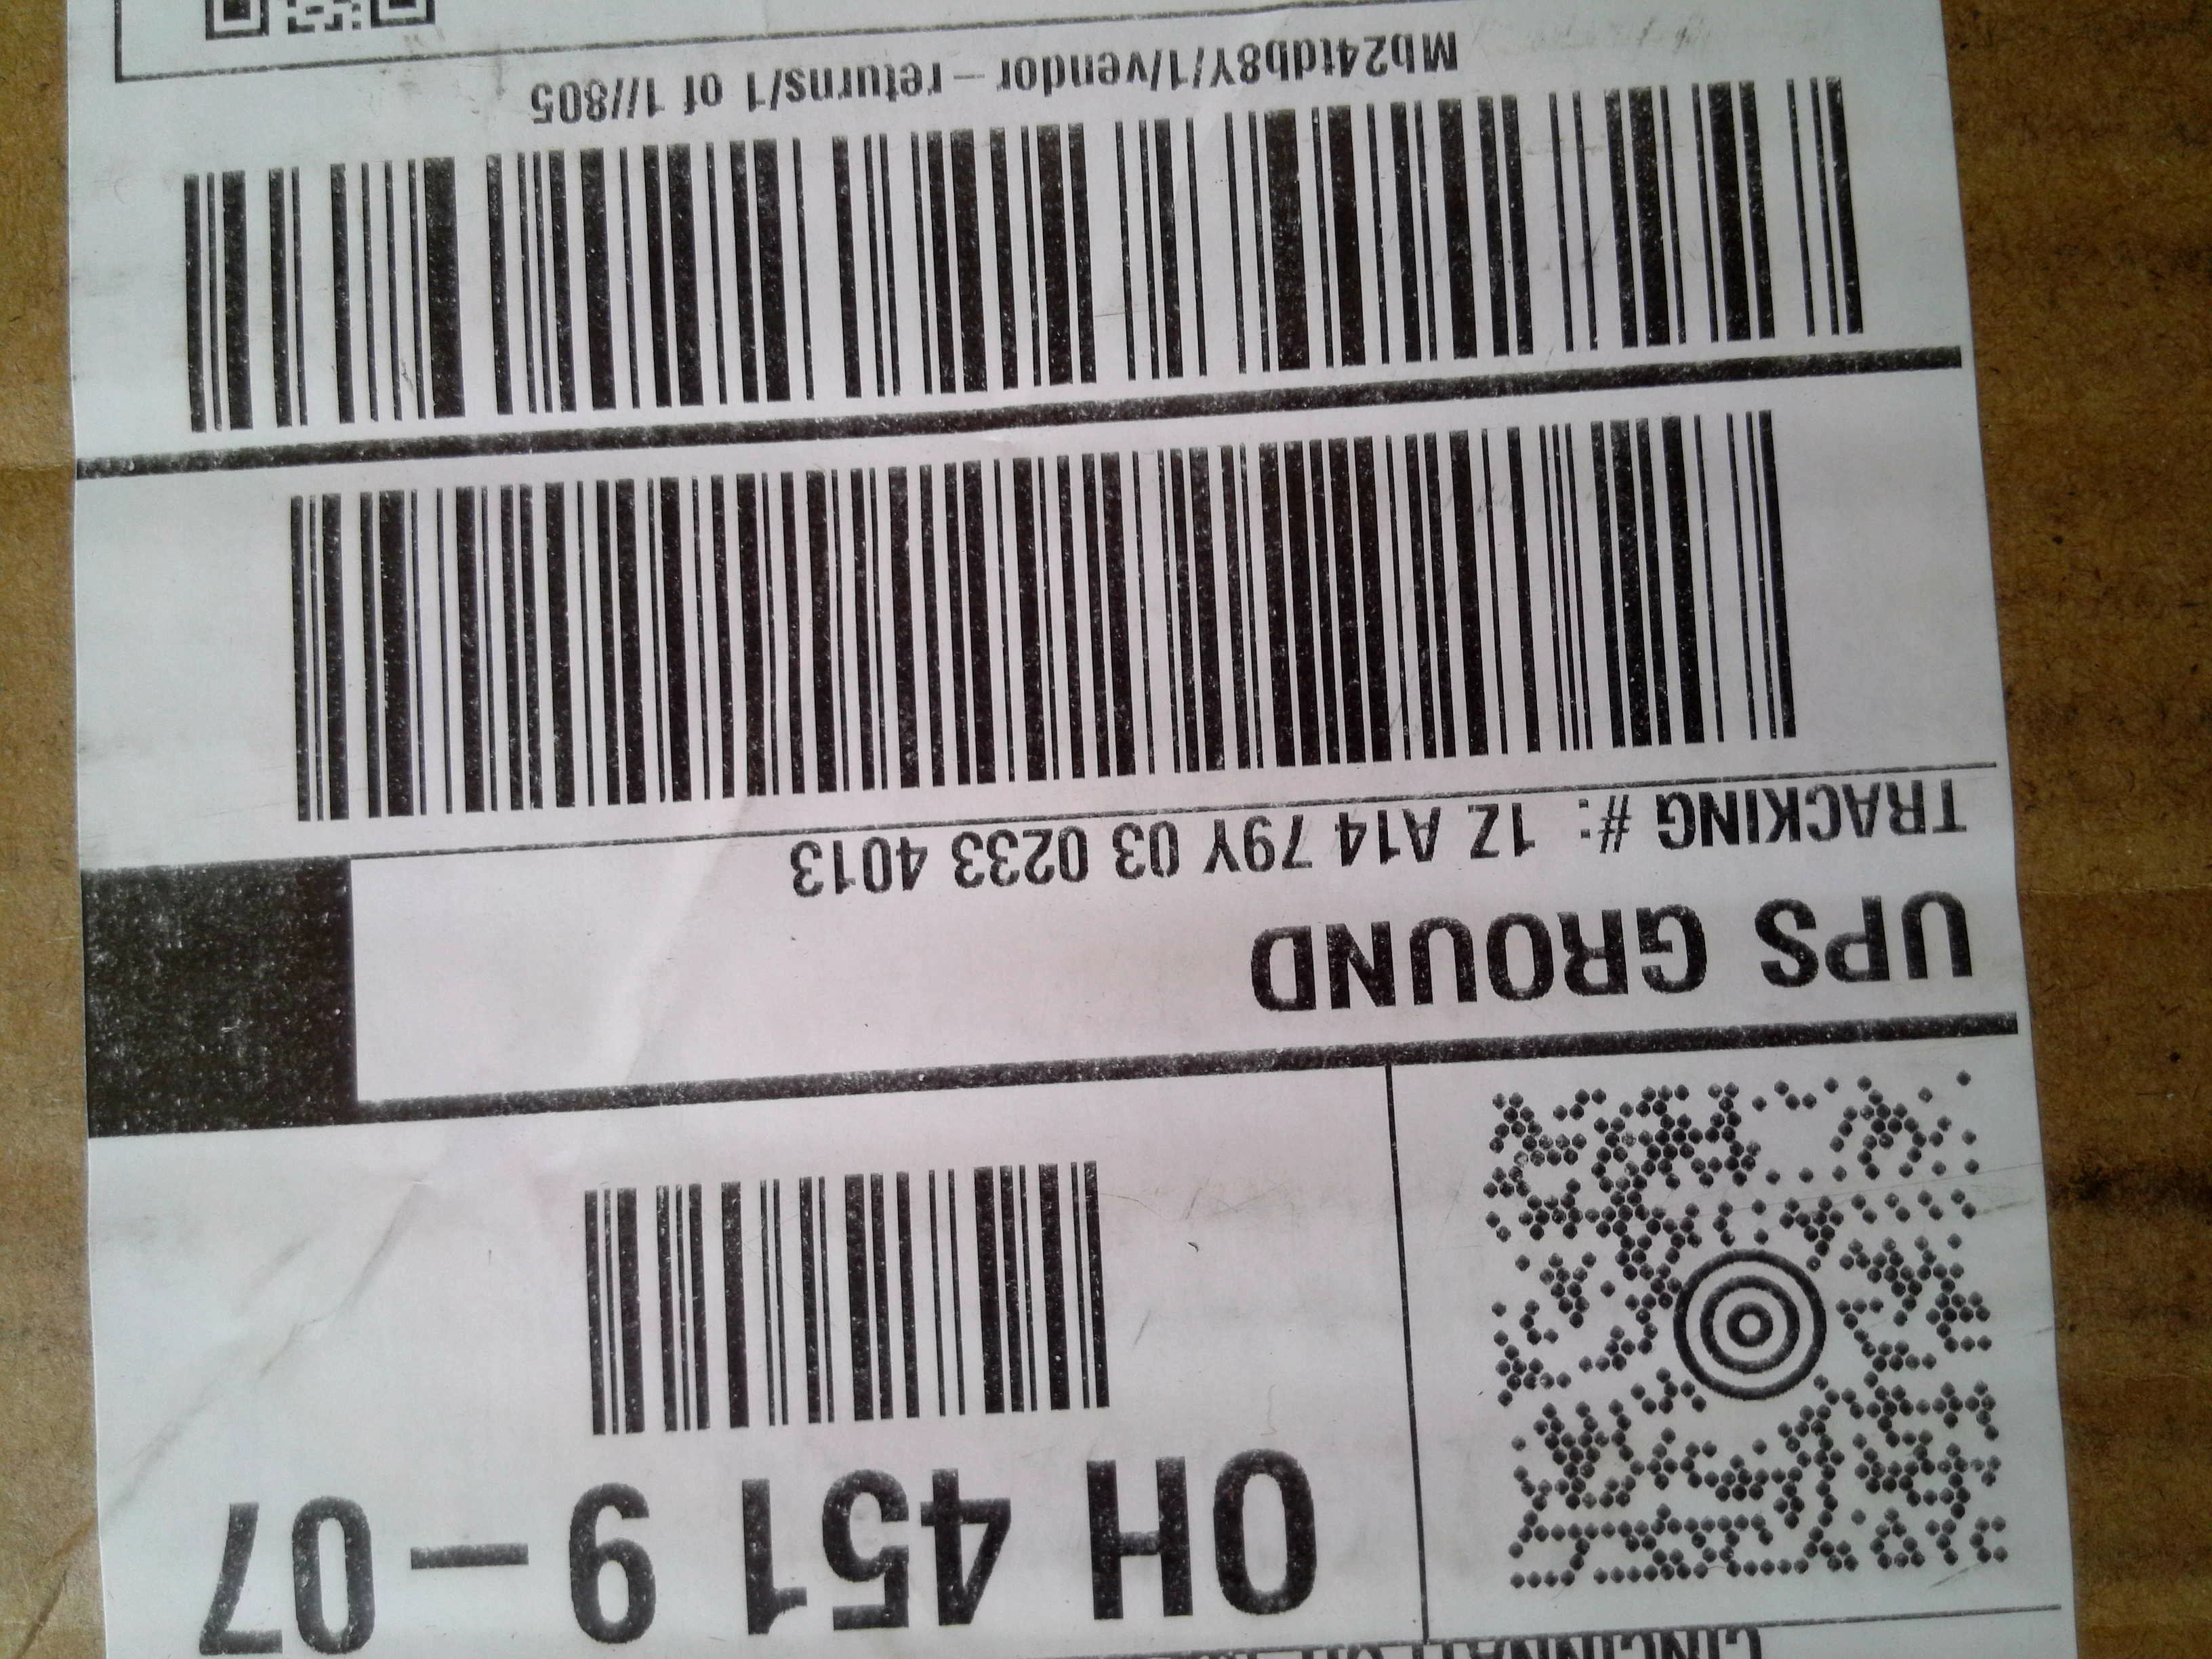 OH 451 9 – 07
UPS GROUND
TRACKING #: 1Z A14 79Y 03 0233 4013
Mb24tdb8Y/1/vendor – returns/1 of 1//805